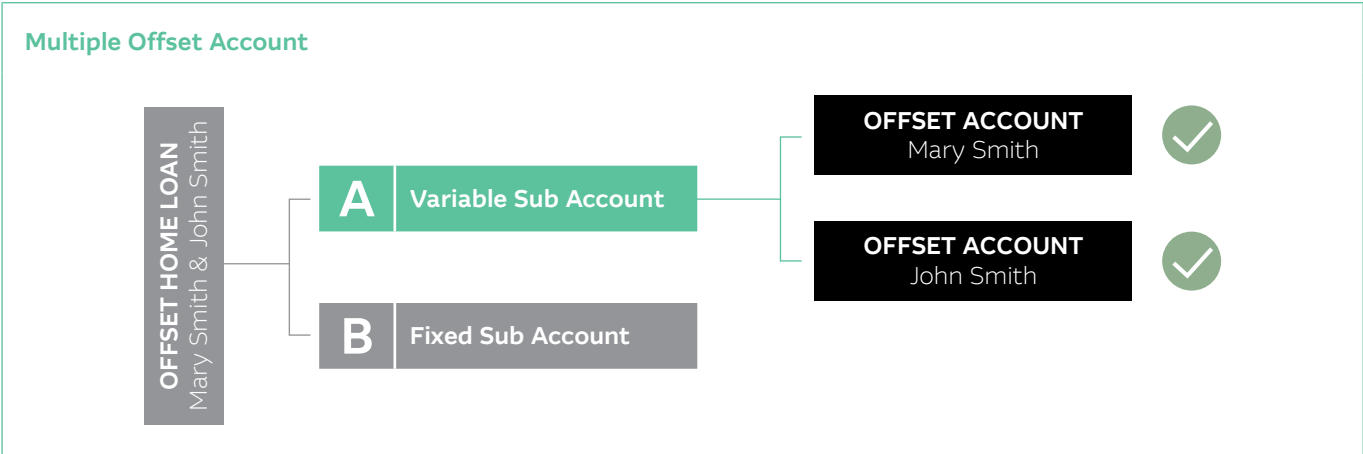 Multiple Offset Account
OFFSET HOME LOAN
Mary Smith & John Smith
A
Variable Sub Account
B
Fixed Sub Account
OFFSET ACCOUNT
Mary Smith
OFFSET ACCOUNT
John Smith